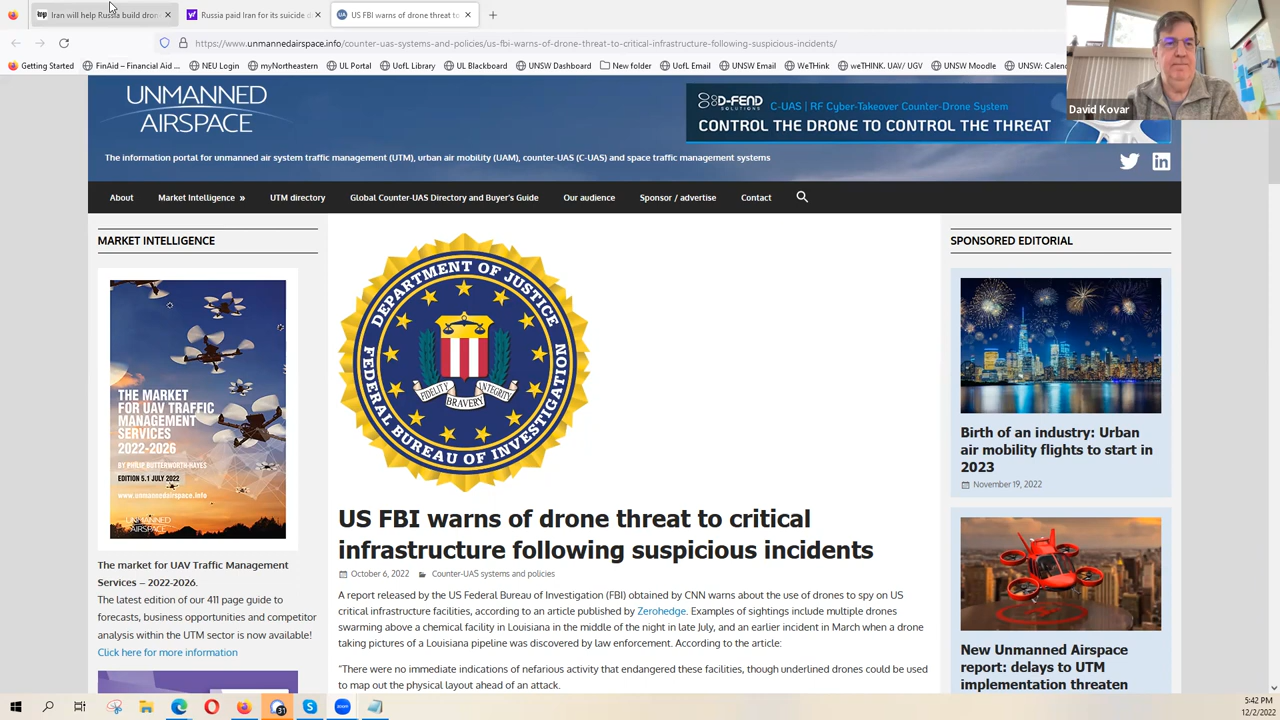 Iran will help Russia build dron
Russia paid Iran for its suicide d
US FBI warns of drone threat to
https://www.unmannedairspace.info/counter-uas-systems-and-policies/us-fbi-warns-of-drone-threat-to-critical-infrastructure-following-suspicious-incidents/
Getting Started
FinAid – Financial Aid ...
NEU Login
myNortheastern
UL Portal
UofL Library
UL Blackboard
UNSW Dashboard
New folder
UofL Email
UNSW Email
WeThink
weTHINK. UAV/ UGV
UNSW Moodle
UNSW: Calend
David Kovar
UNMANNED
AIRSPACE
D-FEND
SOLUTIONS
C-UAS | RF Cyber-Takeover Counter-Drone System
CONTROL THE DRONE TO CONTROL THE THREAT
The information portal for unmanned air system traffic management (UTM), urban air mobility (UAM), counter-UAS (C-UAS) and space traffic management systems
About
Market Intelligence »
UTM directory
Global Counter-UAS Directory and Buyer's Guide
Our audience
Sponsor / advertise
Contact
MARKET INTELLIGENCE
THE MARKET
FOR UAV TRAFFIC
MANAGEMENT
SERVICES
2022-2026
BY PHILIP BUTTERWORTH-HAYES
EDITION 5.1 JULY 2022
www.unmannedairspace.info
UNMANNED
AIRSPACE
The market for UAV Traffic Management
Services – 2022-2026.
The latest edition of our 411 page guide to
forecasts, business opportunities and competitor
analysis within the UTM sector is now available!
Click here for more information
DEPARTMENT OF JUSTICE
FIDELITY
BRAVERY
INTEGRITY
FEDERAL BUREAU OF INVESTIGATION
US FBI warns of drone threat to critical
infrastructure following suspicious incidents
October 6, 2022
Counter-UAS systems and policies
A report released by the US Federal Bureau of Investigation (FBI) obtained by CNN warns about the use of drones to spy on US
critical infrastructure facilities, according to an article published by Zerohedge. Examples of sightings include multiple drones
swarming above a chemical facility in Louisiana in the middle of the night in late July, and an earlier incident in March when a drone
taking pictures of a Louisiana pipeline was discovered by law enforcement. According to the article:
"There were no immediate indications of nefarious activity that endangered these facilities, though underlined drones could be used
to map out the physical layout ahead of an attack.
SPONSORED EDITORIAL
Birth of an industry: Urban
air mobility flights to start in
2023
November 19, 2022
New Unmanned Airspace
report: delays to UTM
implementation threaten
31
zoom
5:42 PM
12/2/2022